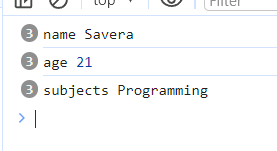 top
Filter
3 name Savera
3 age 21
3 subjects Programming
>